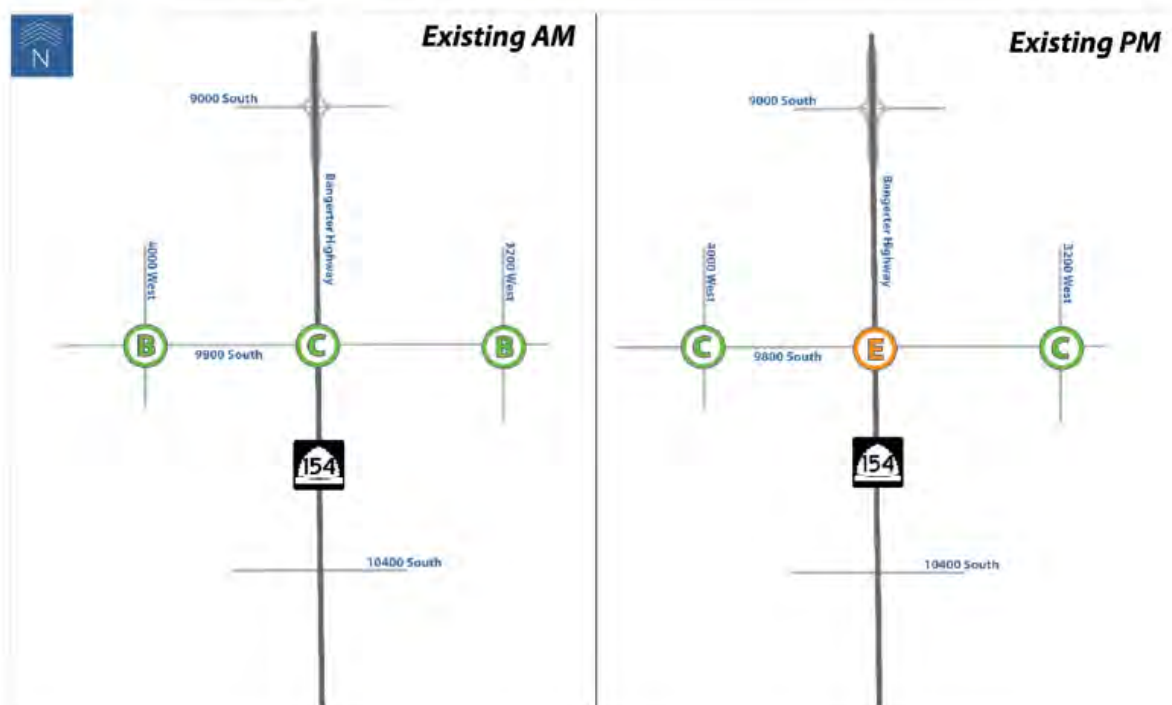 N
Existing AM
9000 South
Bangerter Highway
4000 West
3200 West
B
C
B
9800 South
154
10400 South
Existing PM
9000 South
Bangerter Highway
4000 West
3200 West
C
E
C
9800 South
154
10400 South